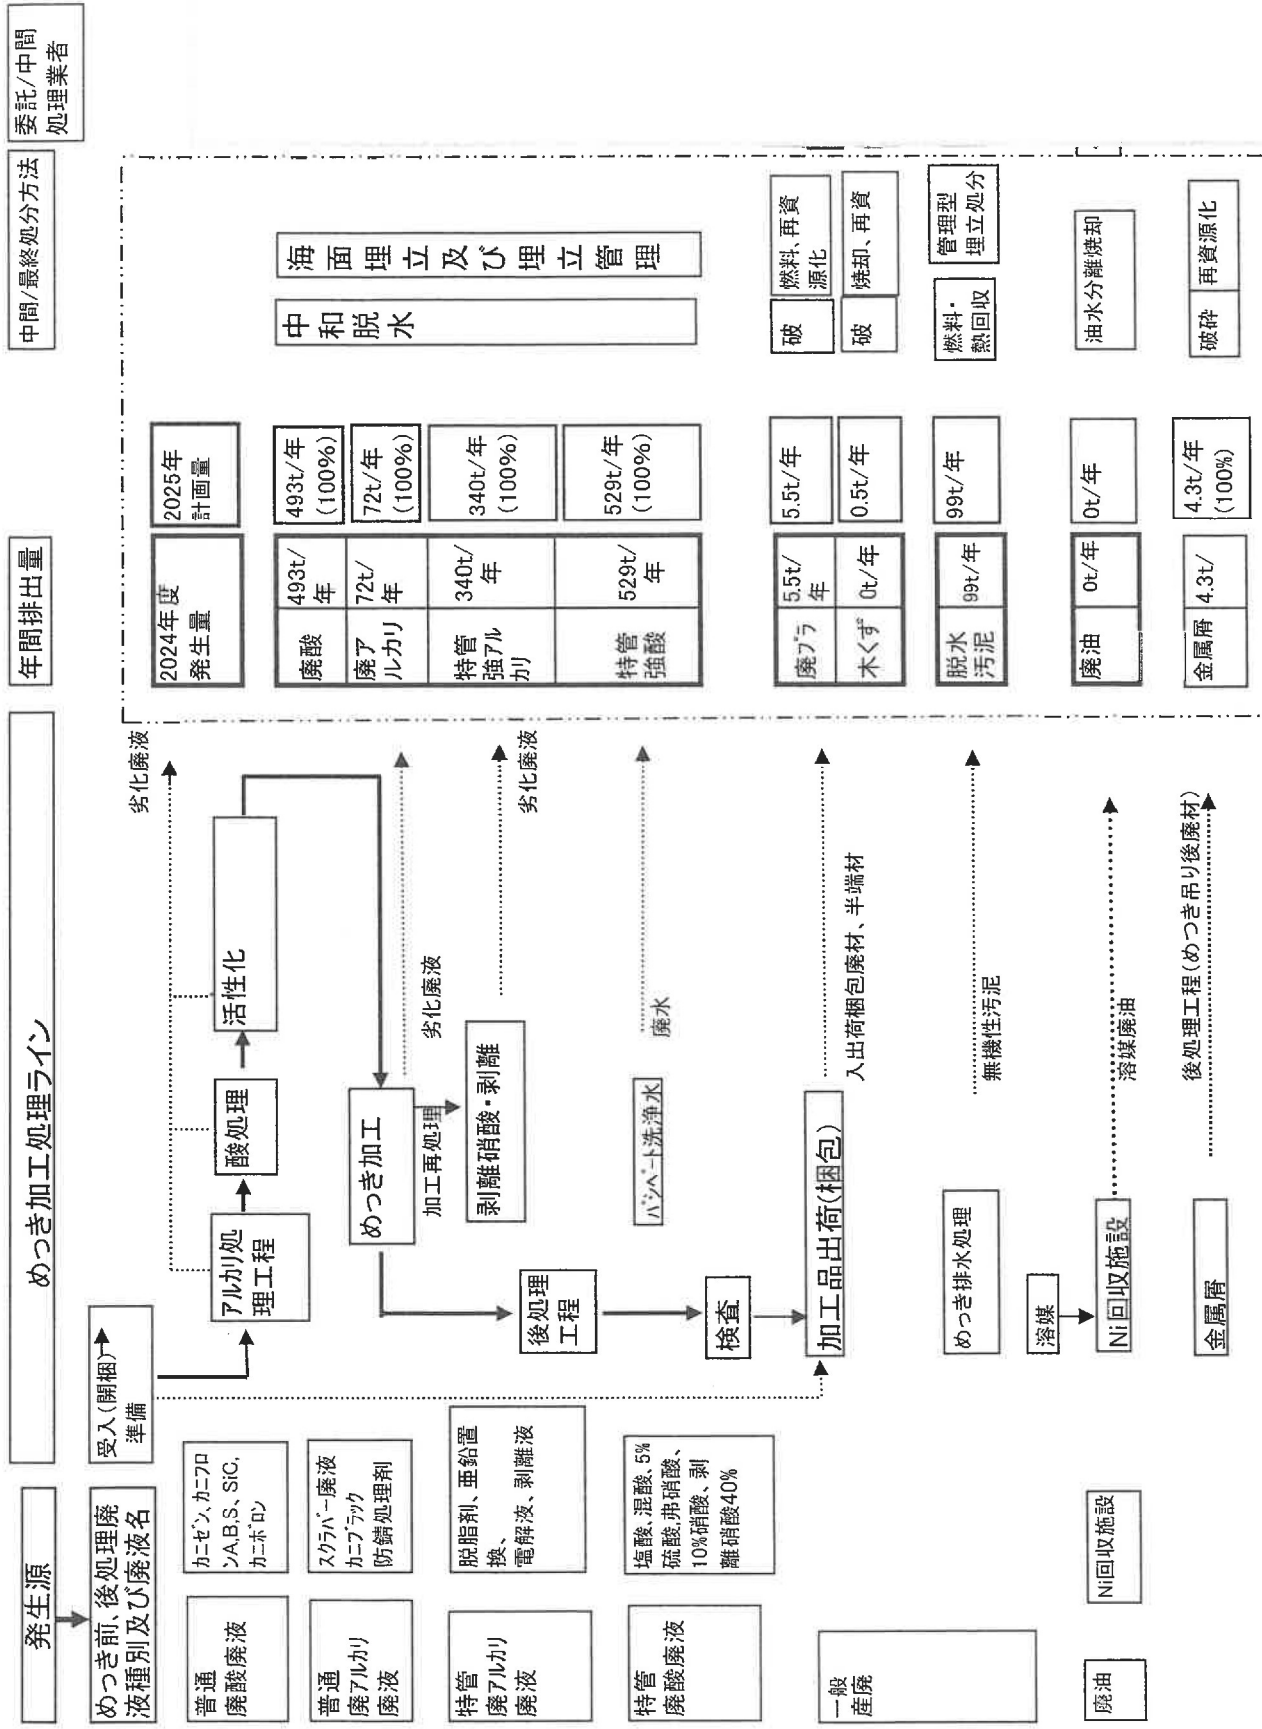 発生源
めっき加工処理ライン
年間排出量
中間/最終処分方法
委託/中間
処理業者
めっき前、後処理廃
液種別及び廃液名
受入(開梱)
準備
2024年度
発生量
2025年
計画量
普通
廃酸廃液
カニゼン、カニフロ
ンA,B,S、SiC,
カニボロン
アルカリ処
理工程
酸処理
活性化
劣化廃液
廃酸
493t/
年
493t/年
(100%)
中和脱水
海面埋立及び埋立管理
普通
廃アルカリ
廃液
スクラバー廃液
カニブラック
防錆処理剤
めっき加工
劣化廃液
廃ア
ルカリ
72t/
年
72t/年
(100%)
加工再処理
特管
廃アルカリ
廃液
脱脂剤、亜鉛置
換、
電解液、剥離液
剥離硝酸・剥離
劣化廃液
特管
強アル
カリ
340t/
年
340t/年
(100%)
後処理
工程
特管
廃酸廃液
塩酸、混酸、5%
硫酸,弗硝酸、
10%硝酸、剥
離硝酸40%
検査
バンベート洗浄水
廃水
特管
強酸
529t/
年
529t/年
(100%)
一般
産廃
加工品出荷(梱包)
入出荷梱包廃材、半端材
廃プラ
5.5t/
年
5.5t/年
破
燃料、再資
源化
木くず
0t/年
0.5t/年
破
焼却、再資
めっき排水処理
無機性汚泥
脱水
汚泥
99t/年
99t/年
燃料・
熱回収
管理型
埋立処分
廃油
Ni回収施設
溶媒
Ni回収施設
溶媒廃油
廃油
0t/年
0t/年
油水分離焼却
金属屑
後処理工程(めっき吊り後廃材)
金属屑
4.3t/
4.3t/年
(100%)
破砕
再資源化